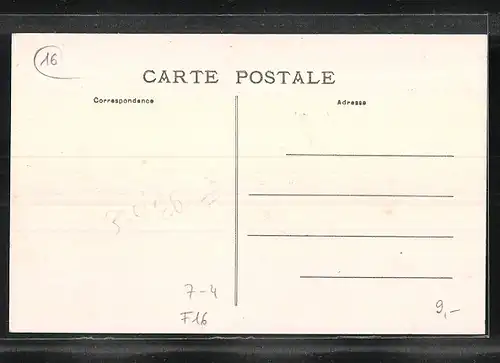 16
CARTE POSTALE
Correspondance
Adresse
7-4
F16
9,-